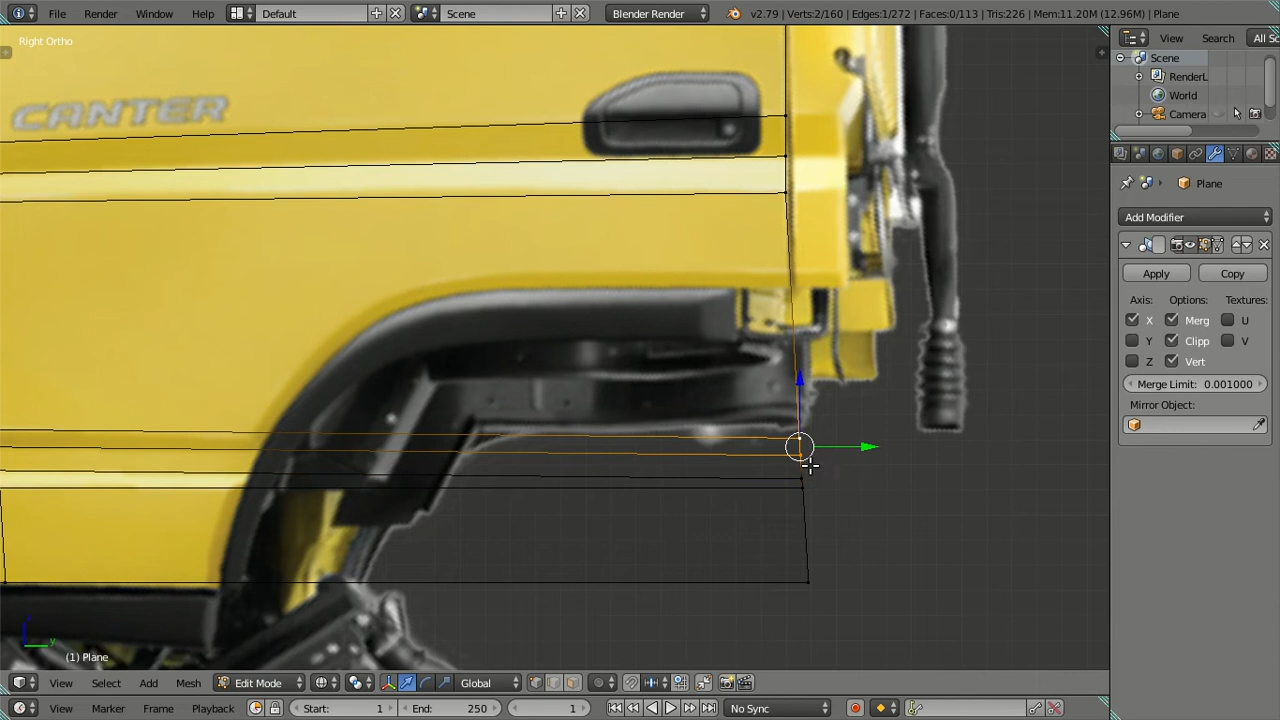 File Render Window Help Default Scene Blender Render v2.79 | Verts:2/160 | Edges:1/272 | Faces:0/113 | Tris:226 | Mem:11.20M (12.96M) | Plane
Right Ortho
View Search All Sc
Scene
RenderL
World
Camera
CANTER
Plane
Add Modifier
Apply Copy
Axis: Options: Textures:
X Merg U
Y Clipp V
Z Vert
Merge Limit: 0.001000
Mirror Object:
z
y
(1) Plane
View Select Add Mesh Edit Mode Global
View Marker Frame Playback Start: 1 End: 250 1 No Sync